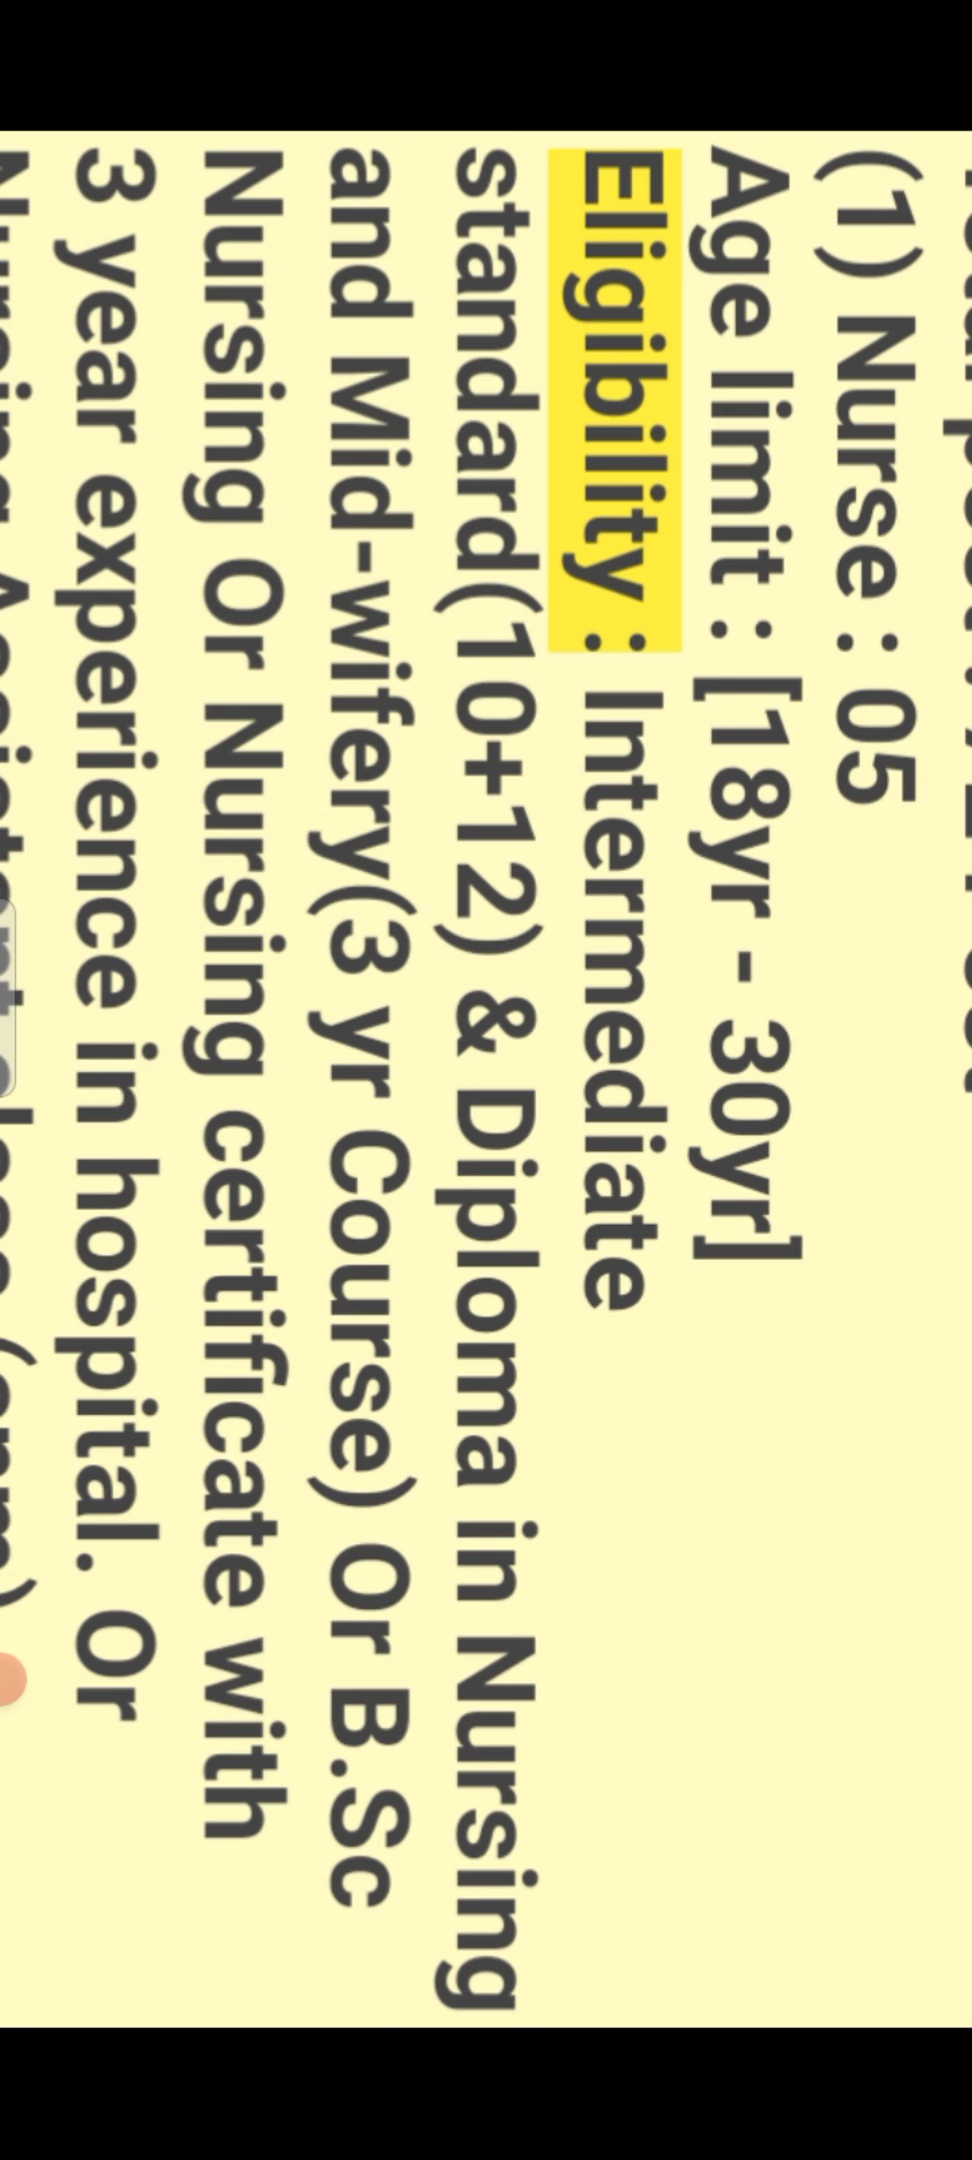 (1) Nurse : 05
Age limit : [18yr - 30yr]
Eligibility : Intermediate
standard(10+12) & Diploma in Nursing
and Mid-wifery(3 yr Course) Or B.Sc
Nursing Or Nursing certificate with
3 year experience in hospital. Or